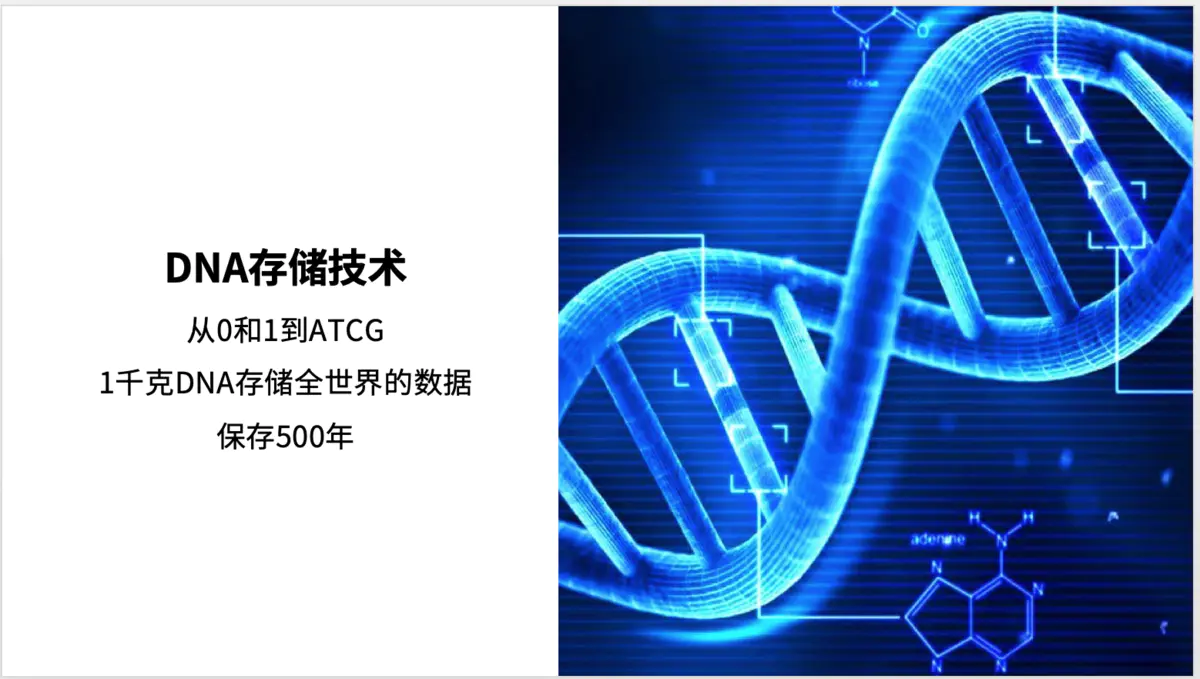 DNA存储技术
从0和1到ATCG
1千克DNA存储全世界的数据
保存500年
O
N
ribose
H H
adenine N
N
N
N N